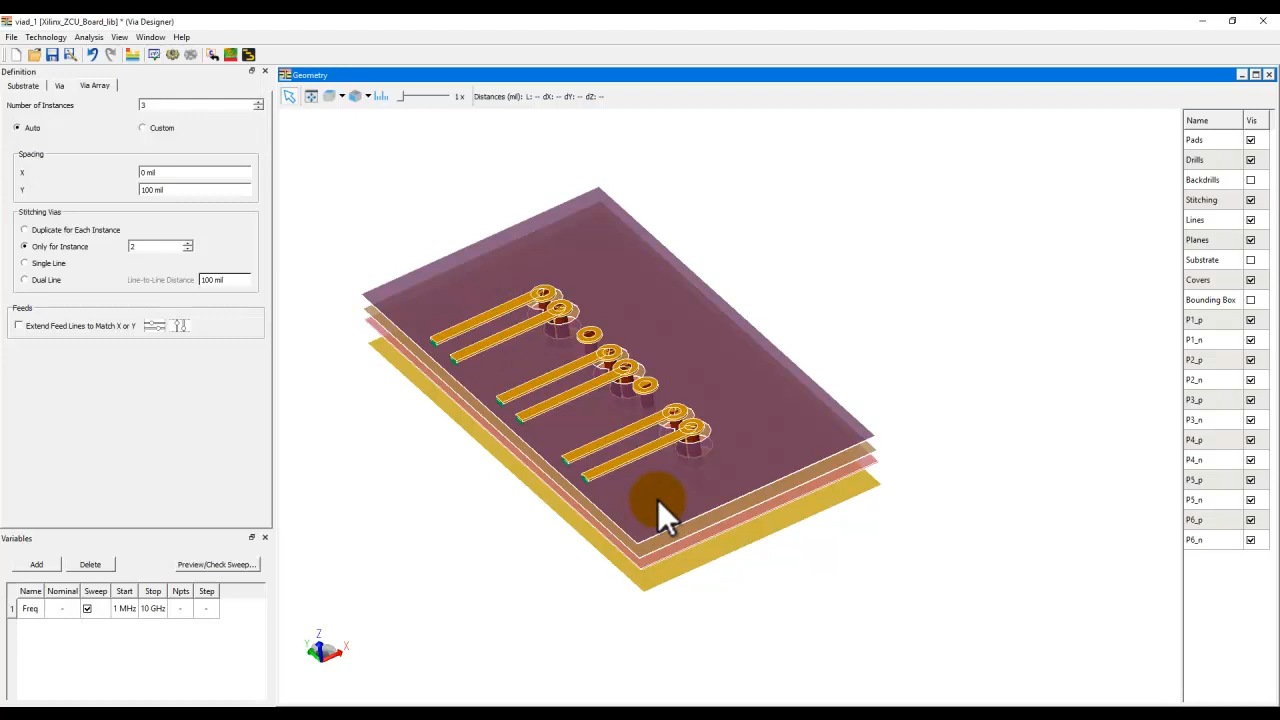 viad_1 [Xilinx_ZCU_Board_lib] * (Via Designer)
File Technology Analysis View Window Help
Definition
Substrate Via Via Array
Number of Instances 3
Auto Custom
Spacing
X 0 mil
Y 100 mil
Stitching Vias
Duplicate for Each Instance
Only for Instance 2
Single Line
Dual Line Line-to-Line Distance 100 mil
Feeds
Extend Feed Lines to Match X or Y
Variables
Add Delete Preview/Check Sweep...
Name Nominal Sweep Start Stop Npts Step
1 Freq - 1 MHz 10 GHz - -
Geometry
1 x Distances (mil): L: -- dX: -- dY: -- dZ: --
Z
Y X
Name Vis
Pads
Drills
Backdrills
Stitching
Lines
Planes
Substrate
Covers
Bounding Box
P1_p
P1_n
P2_p
P2_n
P3_p
P3_n
P4_p
P4_n
P5_p
P5_n
P6_p
P6_n